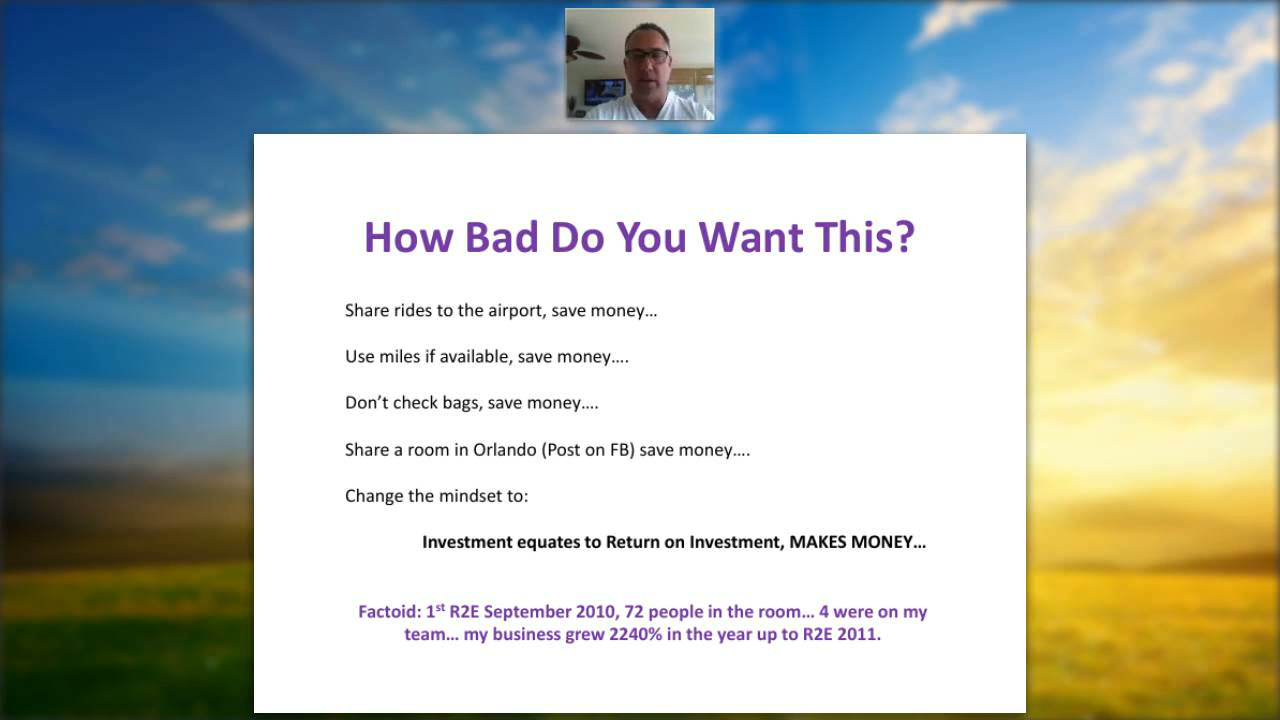 How Bad Do You Want This?
Share rides to the airport, save money…
Use miles if available, save money….
Don’t check bags, save money….
Share a room in Orlando (Post on FB) save money….
Change the mindset to:
Investment equates to Return on Investment, MAKES MONEY…
Factoid: 1st R2E September 2010, 72 people in the room… 4 were on my
team… my business grew 2240% in the year up to R2E 2011.